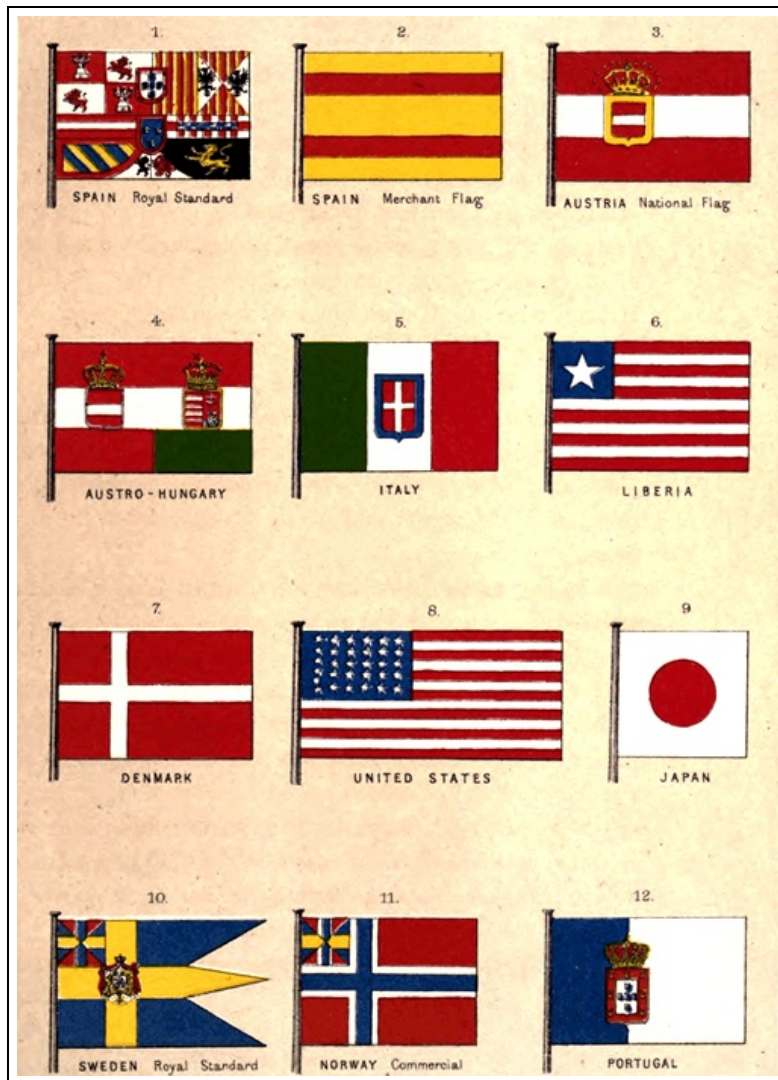 1.
2.
3.
SPAIN Royal Standard
SPAIN Merchant Flag
AUSTRIA National Flag
4.
5.
6.
AUSTRO-HUNGARY
ITALY
LIBERIA
7.
8.
9
DENMARK
UNITED STATES
JAPAN
10.
11.
12.
SWEDEN Royal Standard
NORWAY Commercial
PORTUGAL